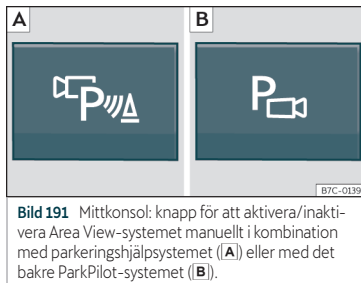 A
B
P
P
B7C-0139
Bild 191 Mittkonsol: knapp för att aktivera/inakti-
vera Area View-systemet manuellt i kombination
med parkeringshjälpsystemet (A) eller med det
bakre ParkPilot-systemet (B).